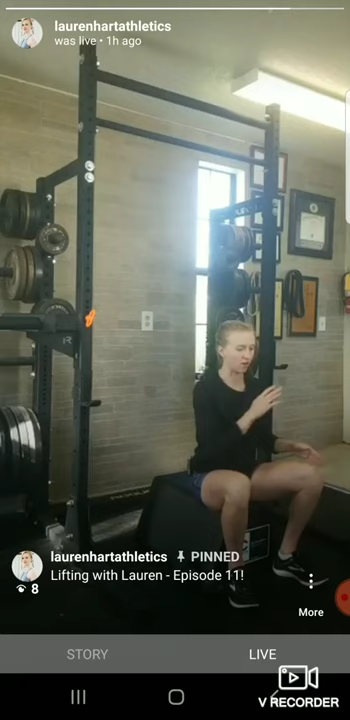 laurenhartathletics
was live • 1h ago
R
laurenhartathletics PINNED
Lifting with Lauren - Episode 11!
8
More
STORY
LIVE
V RECORDER